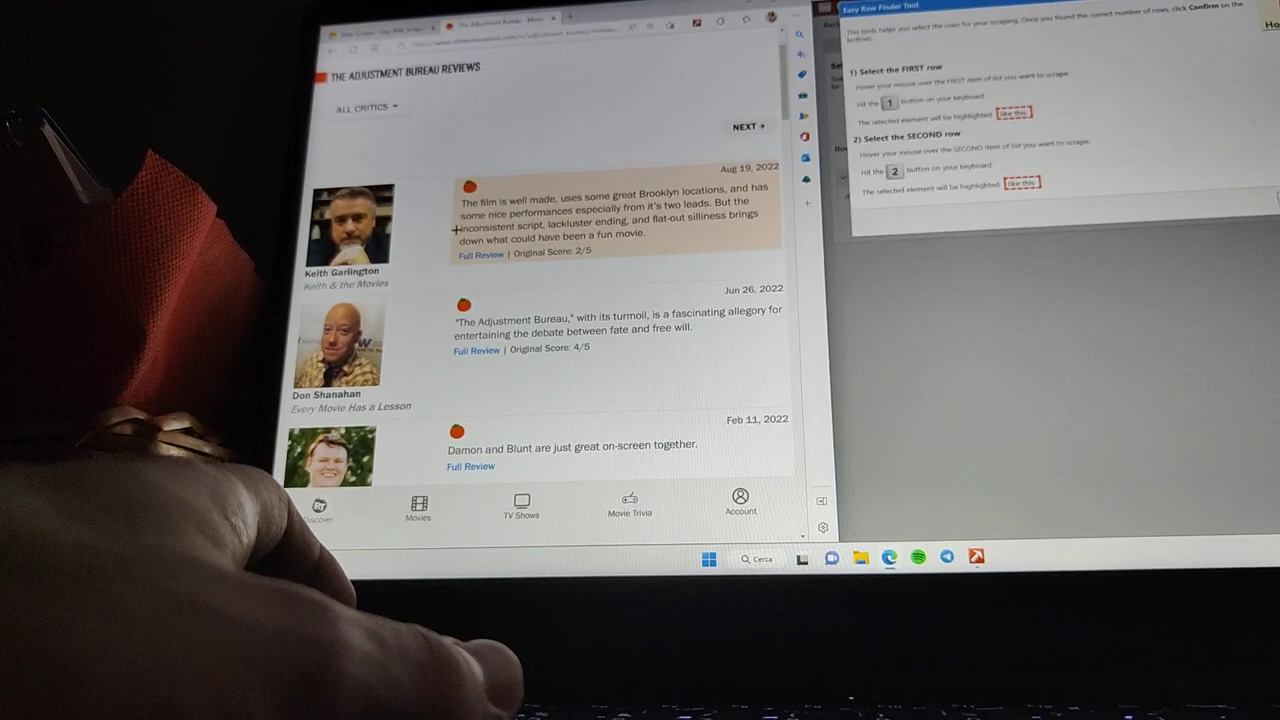 Easy Row Finder Tool
This tools helps you select the rows for your scraping. Once you found the correct number of rows, click Confirm on the
bottom.
1) Select the FIRST row
Hover your mouse over the FIRST item of list you want to scrape.
Hit the 1 button on your keyboard
The selected element will be highlighted like this
2) Select the SECOND row
Hover your mouse over the SECOND item of list you want to scrape.
Hit the 2 button on your keyboard
The selected element will be highlighted like this
The Adjustment Bureau
THE ADJUSTMENT BUREAU REVIEWS
ALL CRITICS
NEXT
Aug 19, 2022
The film is well made, uses some great Brooklyn locations, and has
some nice performances especially from it's two leads. But the
inconsistent script, lackluster ending, and flat-out silliness brings
down what could have been a fun movie.
Full Review | Original Score: 2/5
Keith Garlington
Keith & the Movies
Jun 26, 2022
"The Adjustment Bureau," with its turmoil, is a fascinating allegory for
entertaining the debate between fate and free will.
Full Review | Original Score: 4/5
Don Shanahan
Every Movie Has a Lesson
Feb 11, 2022
Damon and Blunt are just great on-screen together.
Full Review
Discover
Movies
TV Shows
Movie Trivia
Account
Cerca